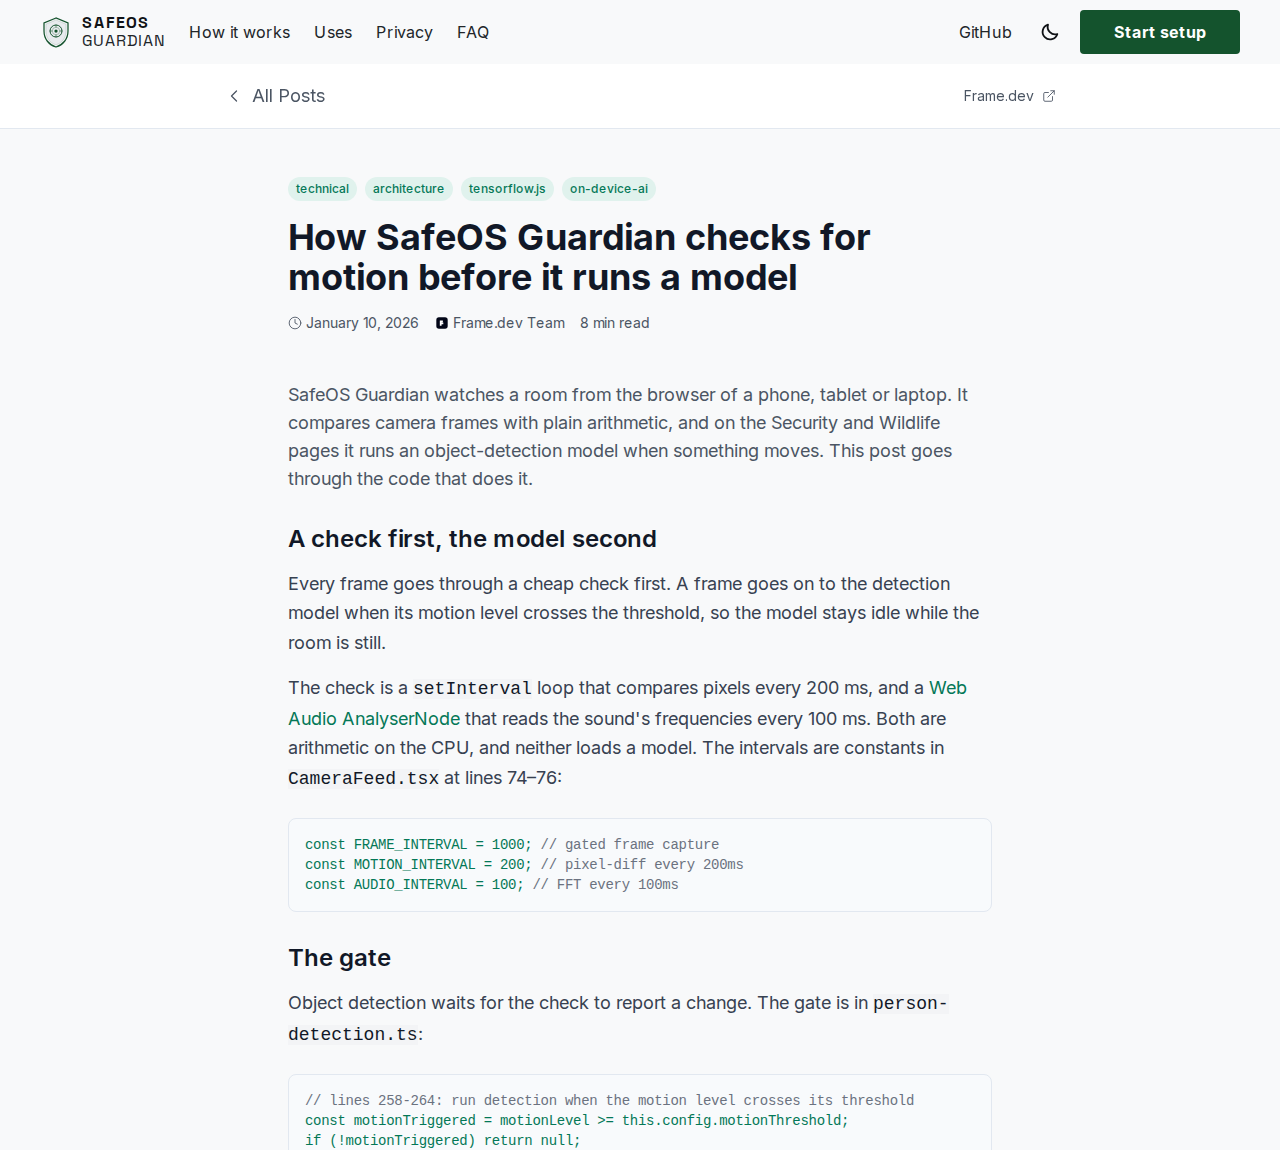 SAFEOS
GUARDIAN
How it works
Uses
Privacy
FAQ
GitHub
Start setup
All Posts
Frame.dev
technical
architecture
tensorflow.js
on-device-ai
How SafeOS Guardian checks for
motion before it runs a model
January 10, 2026
Frame.dev Team
8 min read
SafeOS Guardian watches a room from the browser of a phone, tablet or laptop. It
compares camera frames with plain arithmetic, and on the Security and Wildlife
pages it runs an object-detection model when something moves. This post goes
through the code that does it.
A check first, the model second
Every frame goes through a cheap check first. A frame goes on to the detection
model when its motion level crosses the threshold, so the model stays idle while the
room is still.
The check is a setInterval loop that compares pixels every 200 ms, and a Web
Audio AnalyserNode that reads the sound's frequencies every 100 ms. Both are
arithmetic on the CPU, and neither loads a model. The intervals are constants in
CameraFeed.tsx at lines 74–76:
const FRAME_INTERVAL = 1000; // gated frame capture
const MOTION_INTERVAL = 200; // pixel-diff every 200ms
const AUDIO_INTERVAL = 100; // FFT every 100ms
The gate
Object detection waits for the check to report a change. The gate is in person-
detection.ts:
// lines 258-264: run detection when the motion level crosses its threshold
const motionTriggered = motionLevel >= this.config.motionThreshold;
if (!motionTriggered) return null;